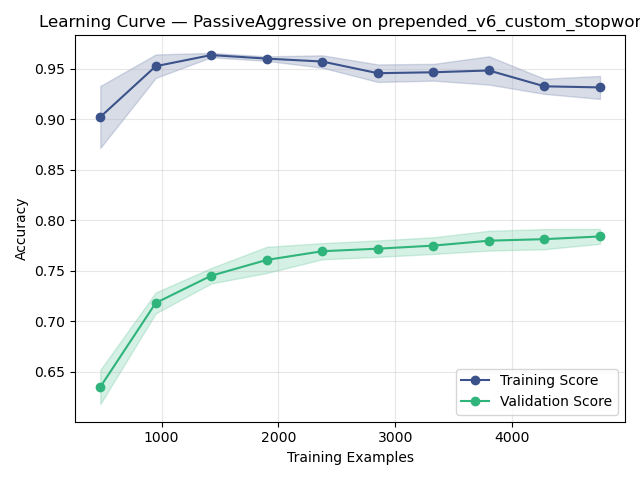 Learning Curve — PassiveAggressive on prepended_v6_custom_stopwor
0.95
0.90
0.85
0.80
0.75
0.70
0.65
Accuracy
1000 2000 3000 4000
Training Examples
Training Score
Validation Score